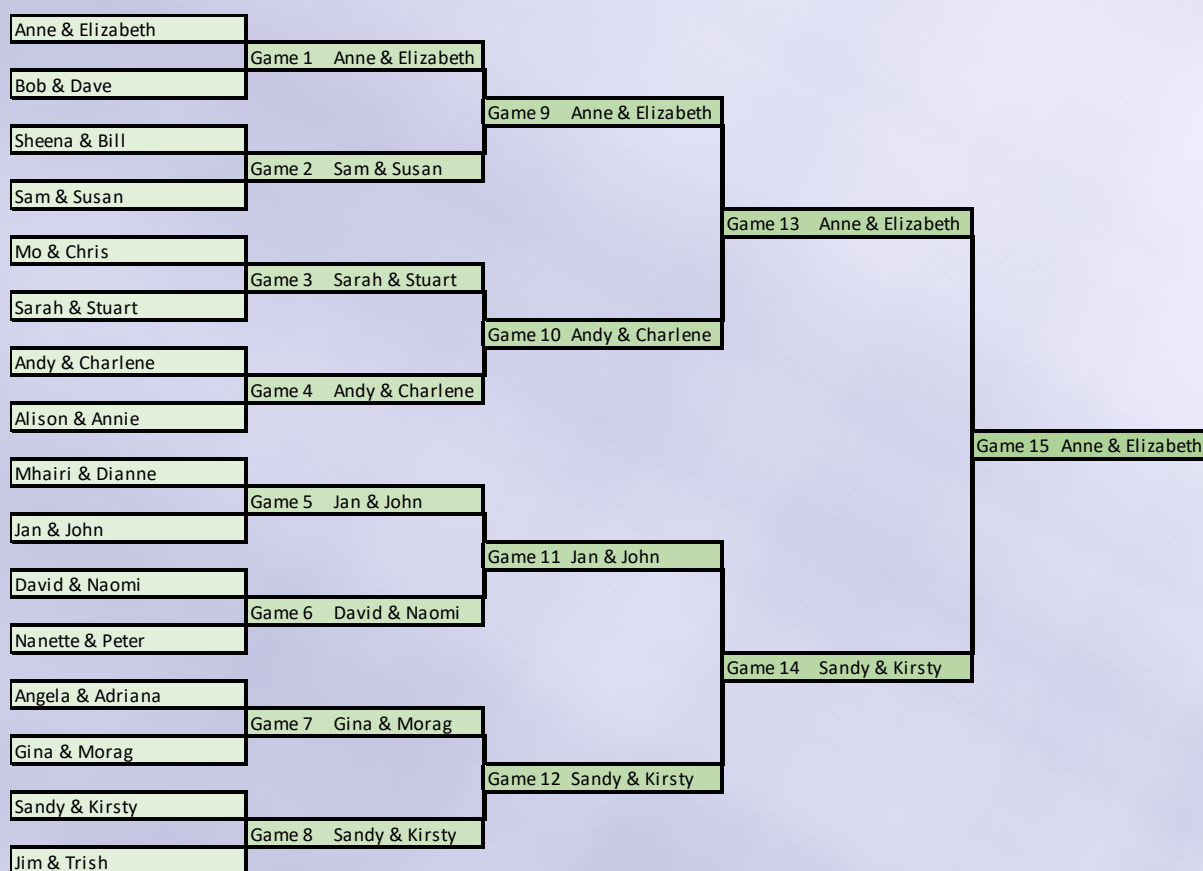 Anne & Elizabeth
Game 1 Anne & Elizabeth
Bob & Dave
Game 9 Anne & Elizabeth
Sheena & Bill
Game 2 Sam & Susan
Sam & Susan
Game 13 Anne & Elizabeth
Mo & Chris
Game 3 Sarah & Stuart
Sarah & Stuart
Game 10 Andy & Charlene
Andy & Charlene
Game 4 Andy & Charlene
Alison & Annie
Game 15 Anne & Elizabeth
Mhairi & Dianne
Game 5 Jan & John
Jan & John
Game 11 Jan & John
David & Naomi
Game 6 David & Naomi
Nanette & Peter
Game 14 Sandy & Kirsty
Angela & Adriana
Game 7 Gina & Morag
Gina & Morag
Game 12 Sandy & Kirsty
Sandy & Kirsty
Game 8 Sandy & Kirsty
Jim & Trish